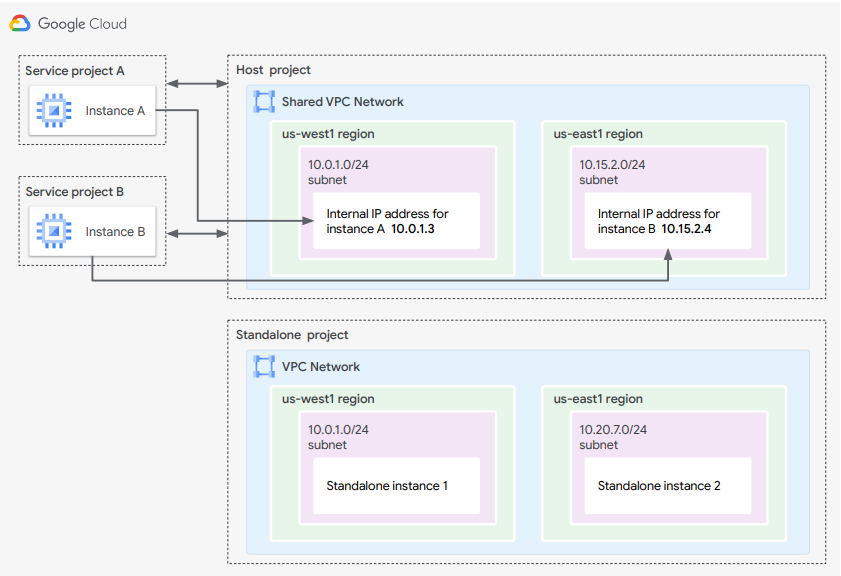 Google Cloud
Service project A
Instance A
Service project B
Instance B
Host project
Shared VPC Network
us-west1 region
10.0.1.0/24
subnet
Internal IP address for
instance A 10.0.1.3
us-east1 region
10.15.2.0/24
subnet
Internal IP address for
instance B 10.15.2.4
Standalone project
VPC Network
us-west1 region
10.0.1.0/24
subnet
Standalone instance 1
us-east1 region
10.20.7.0/24
subnet
Standalone instance 2